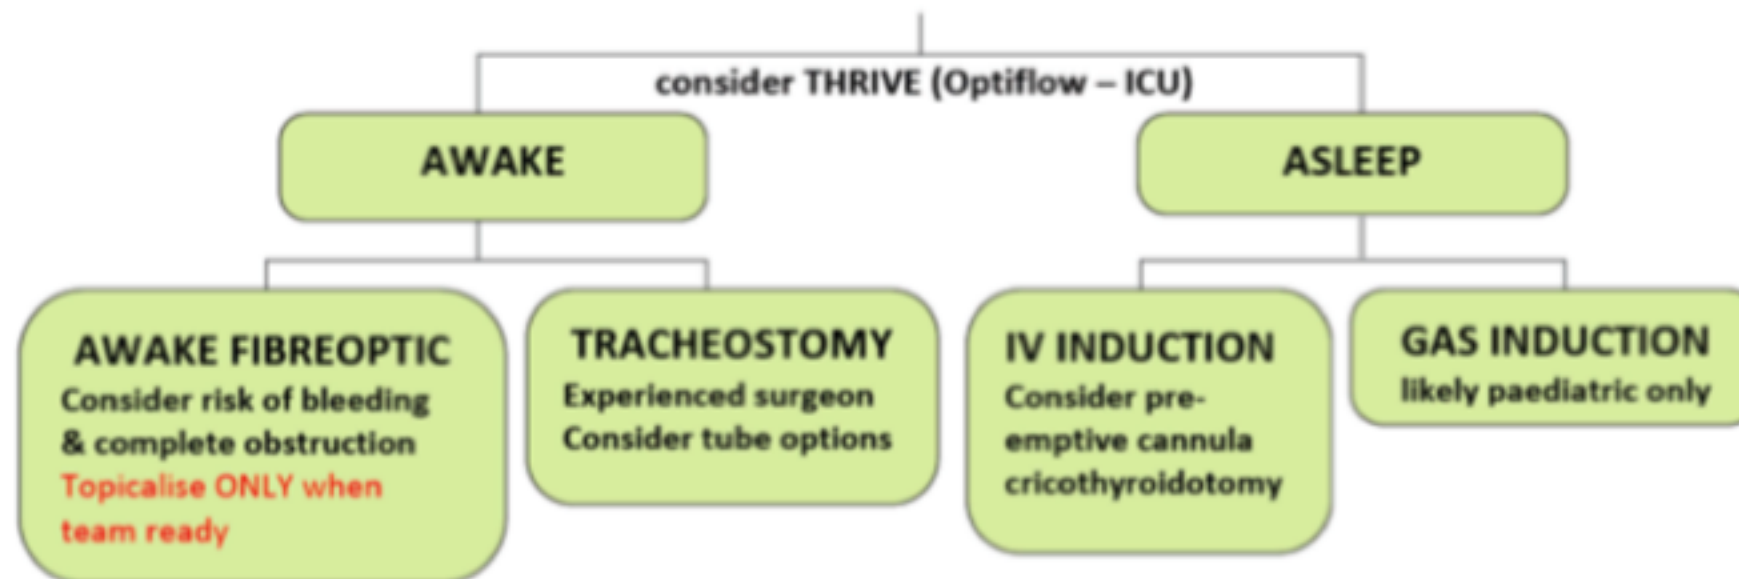 consider THRIVE (Optiflow – ICU)
AWAKE
ASLEEP
AWAKE FIBREOPTIC
Consider risk of bleeding
& complete obstruction
Topicalise ONLY when
team ready
TRACHEOSTOMY
Experienced surgeon
Consider tube options
IV INDUCTION
Consider pre-
emptive cannula
cricothyroidotomy
GAS INDUCTION
likely paediatric only